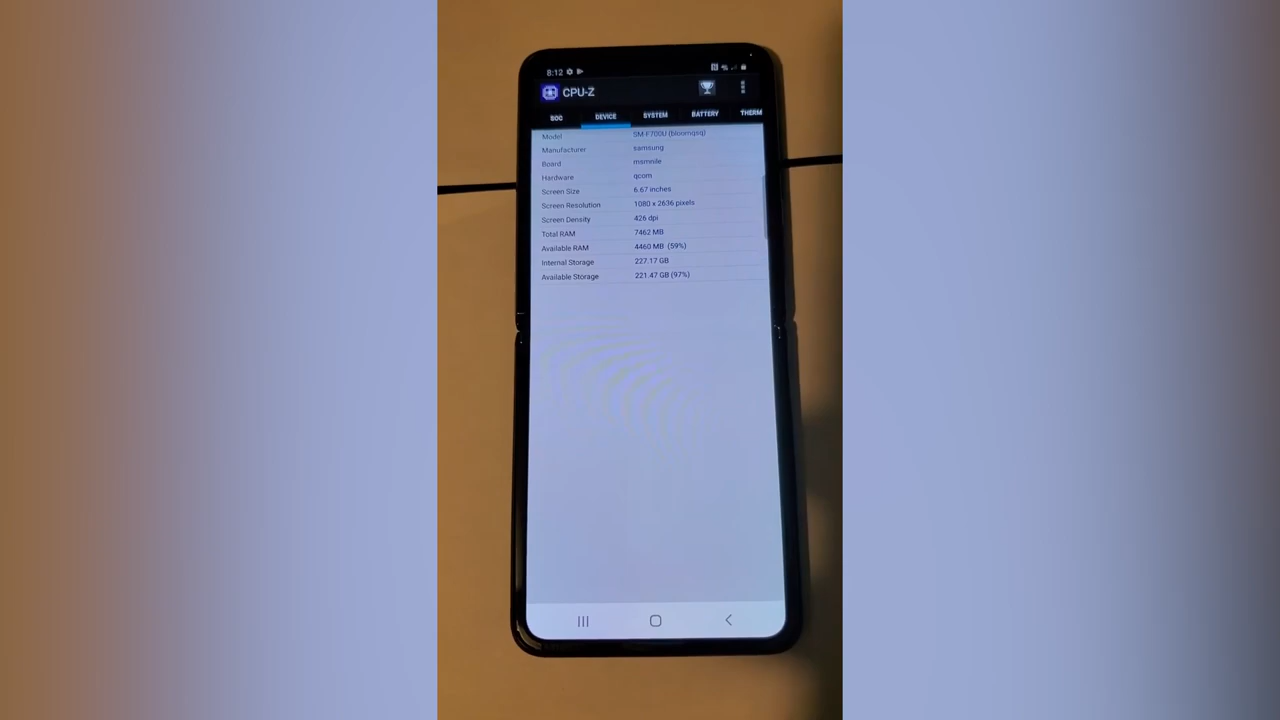 8:12
CPU-Z
SOC DEVICE SYSTEM BATTERY THERM
Model SM-F700U (bloomqsq)
Manufacturer samsung
Board msmnile
Hardware qcom
Screen Size 6.67 inches
Screen Resolution 1080 x 2636 pixels
Screen Density 426 dpi
Total RAM 7462 MB
Available RAM 4460 MB (59%)
Internal Storage 227.17 GB
Available Storage 221.47 GB (97%)